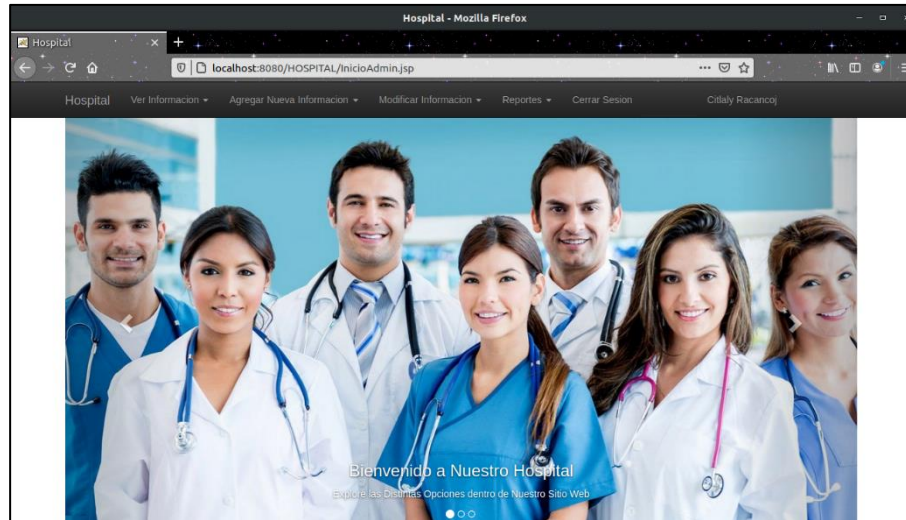 Hospital - Mozilla Firefox
Hospital
localhost:8080/HOSPITAL/InicioAdmin.jsp
Hospital Ver Informacion Agregar Nueva Informacion Modificar Informacion Reportes Cerrar Sesion Citlaly Racancoj
Bienvenido a Nuestro Hospital
Explore las Distintas Opciones dentro de Nuestro Sitio Web